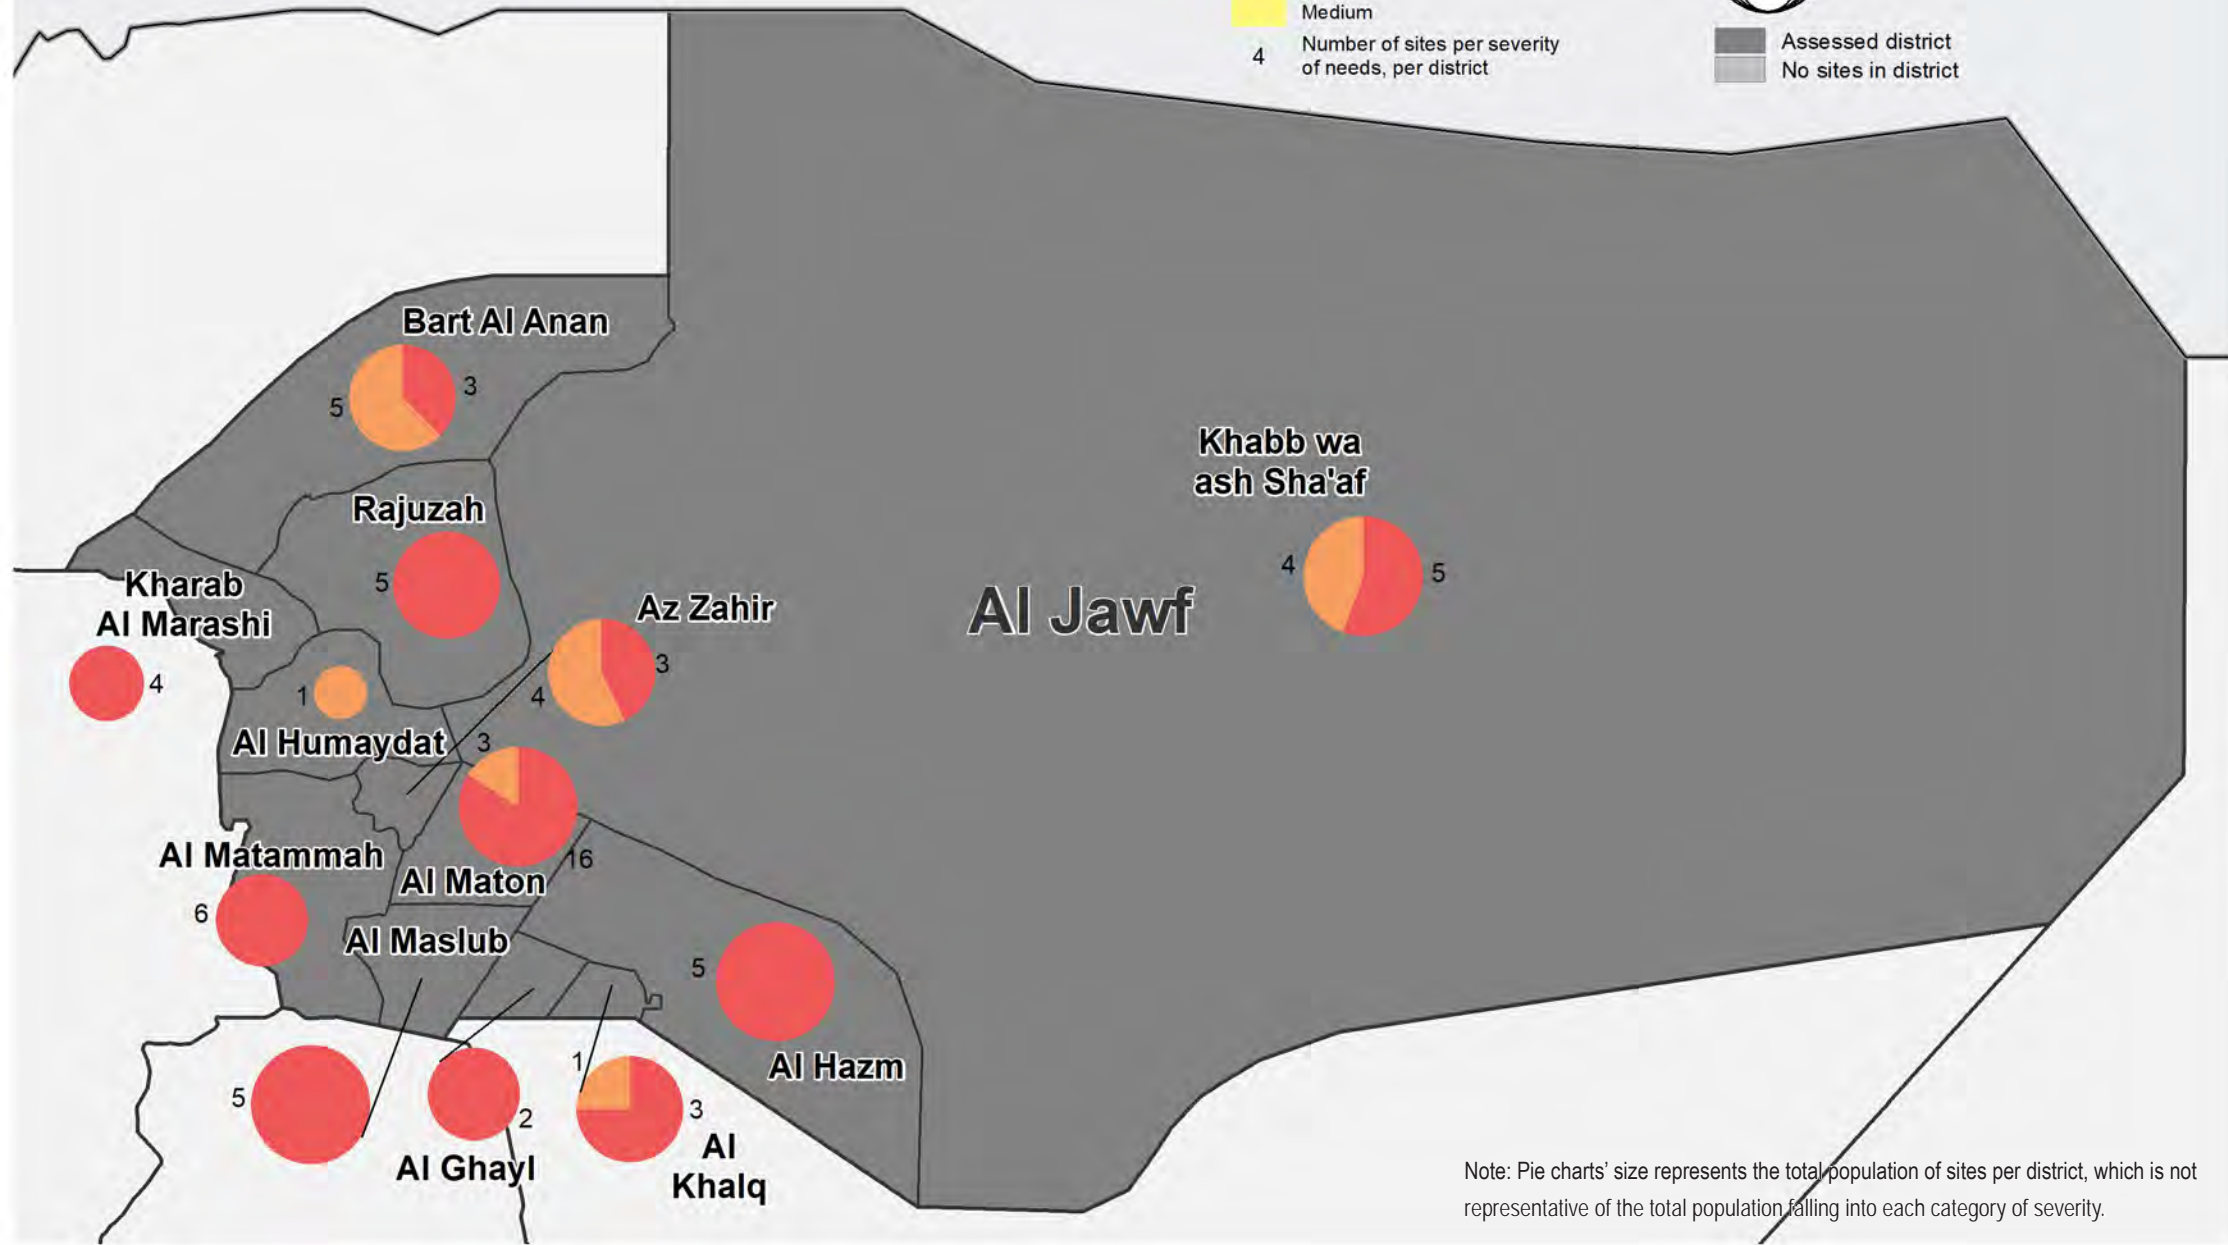 Medium
4
Number of sites per severity
of needs, per district
Assessed district
No sites in district
Bart Al Anan
5
3
Rajuzah
5
Khabb wa
ash Sha'af
4
5
Kharab
Al Marashi
4
Az Zahir
4
3
Al Jawf
1
Al Humaydat
3
16
Al Maton
Al Matammah
6
Al Maslub
5
5
Al Hazm
2
Al Ghayl
1
3
Al
Khalq
Note: Pie charts’ size represents the total population of sites per district, which is not
representative of the total population falling into each category of severity.